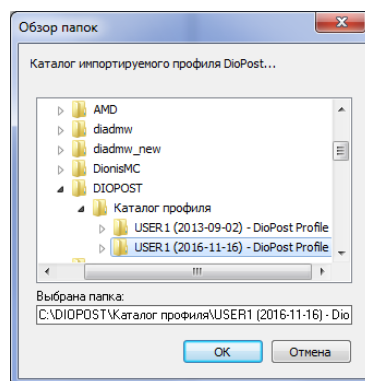 Обзор папок
Каталог импортируемого профиля DioPost...
AMD
diadmw
diadmw_new
DionisMC
DIOPOST
Каталог профиля
USER1 (2013-09-02) - DioPost Profile
USER1 (2016-11-16) - DioPost Profile
Выбрана папка:
C:\DIOPOST\Каталог профиля\USER1 (2016-11-16) - Dio
OK
Отмена